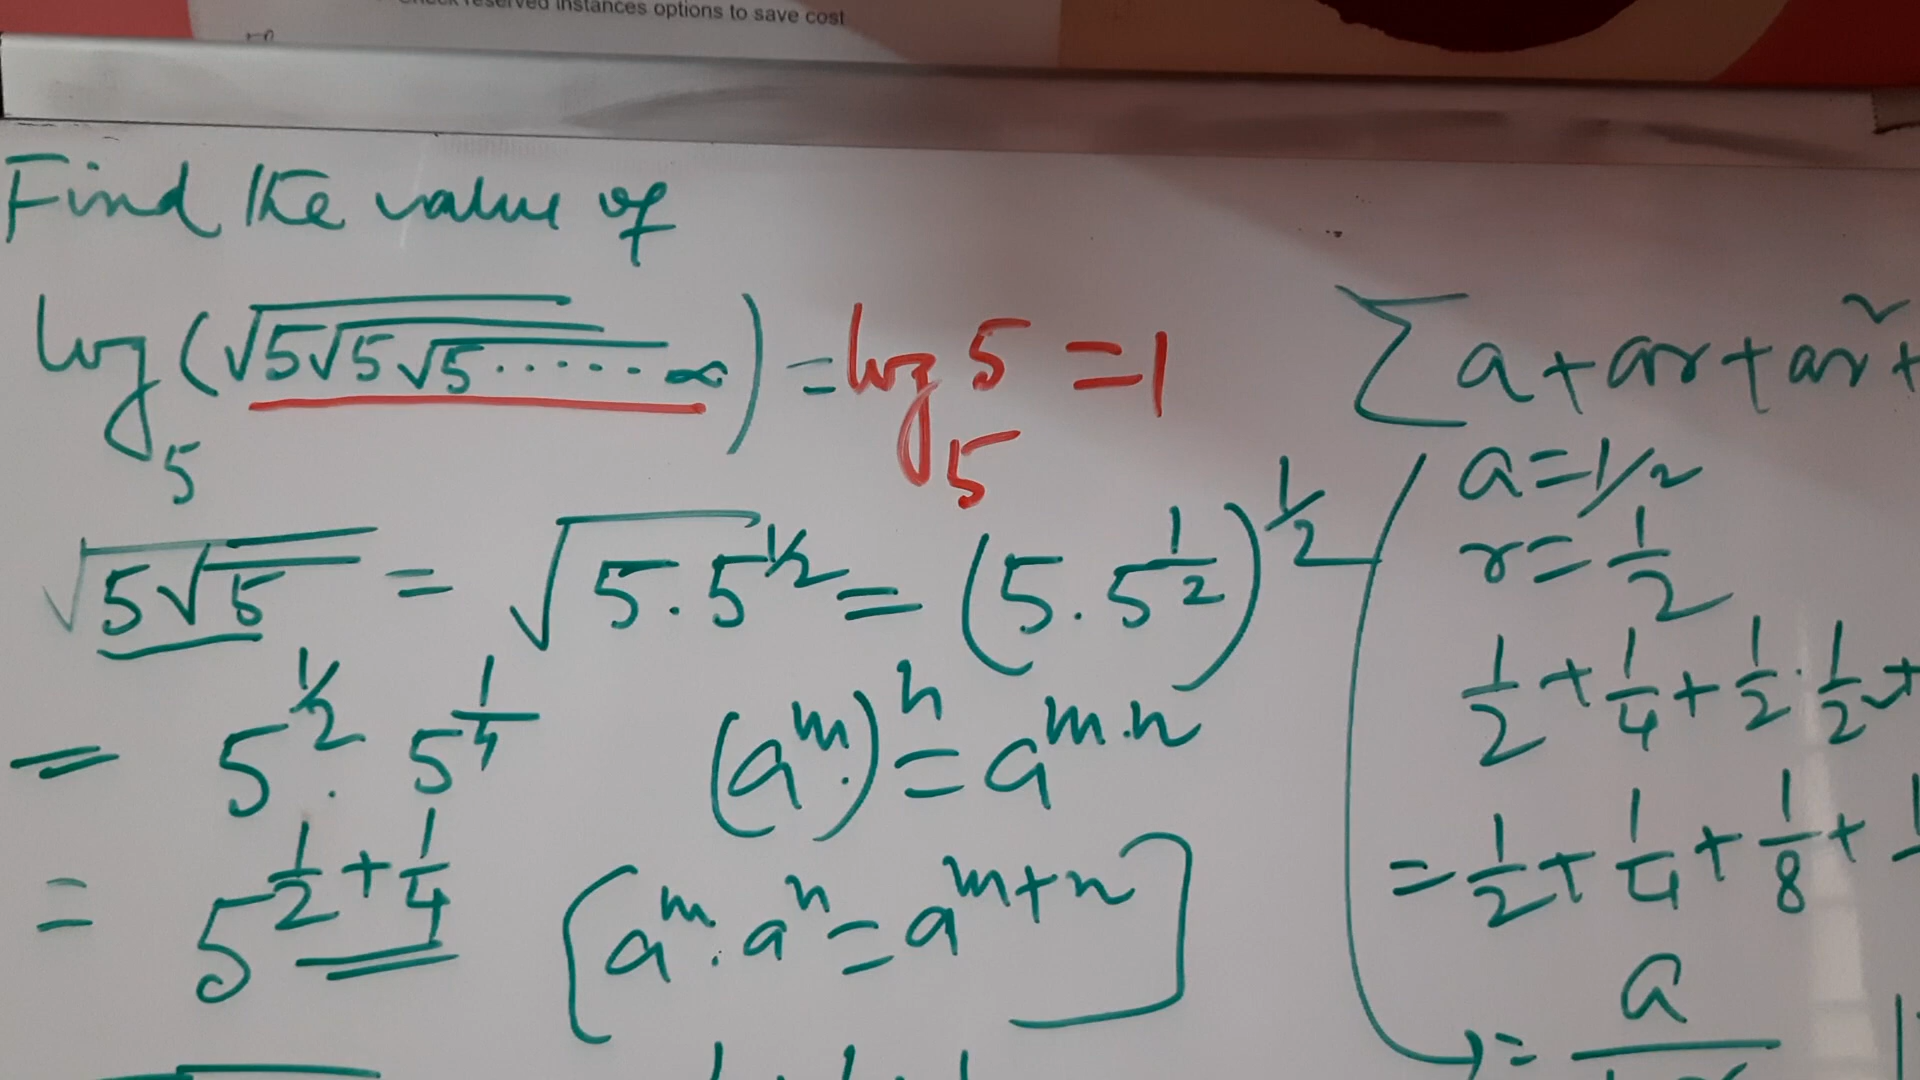 reserved instances options to save cost
Find the value of
log₅(√5√5√5......∞) = log₅5 = 1
√5√5 = √5.5^1/2 = (5.5^1/2)^1/2
= 5^1/2 . 5^1/4
(a^m.)^n = a^m.n
= 5^1/2+1/4
[a^m.a^n = a^m+n]
Σ a + ar + ar² +
a = 1/2
r = 1/2
1/2 + 1/4 + 1/2.1/2 +
= 1/2 + 1/4 + 1/8 +
= a